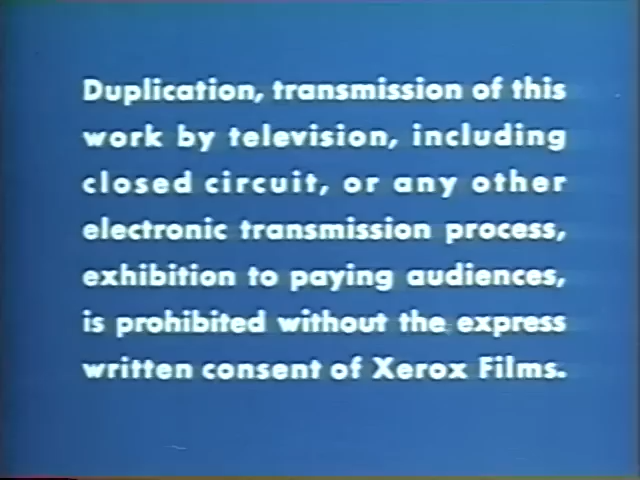 Duplication, transmission of this
work by television, including
closed circuit, or any other
electronic transmission process,
exhibition to paying audiences,
is prohibited without the express
written consent of Xerox Films.